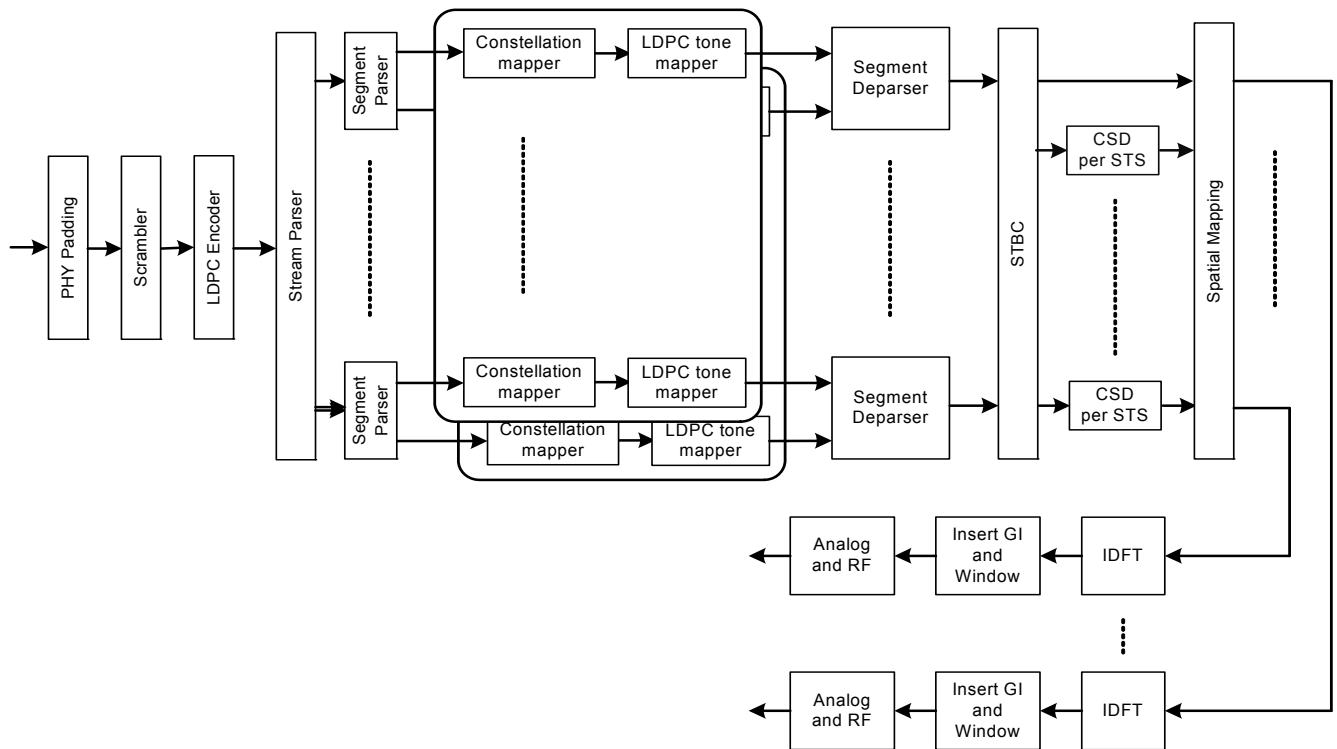 PHY Padding
Scrambler
LDPC Encoder
Stream Parser
Segment
Parser
Constellation
mapper
LDPC tone
mapper
Segment
Deparser
STBC
CSD
per STS
Spatial Mapping
Segment
Parser
Constellation
mapper
LDPC tone
mapper
Constellation
mapper
LDPC tone
mapper
Segment
Deparser
CSD
per STS
Analog
and RF
Insert GI
and
Window
IDFT
Analog
and RF
Insert GI
and
Window
IDFT